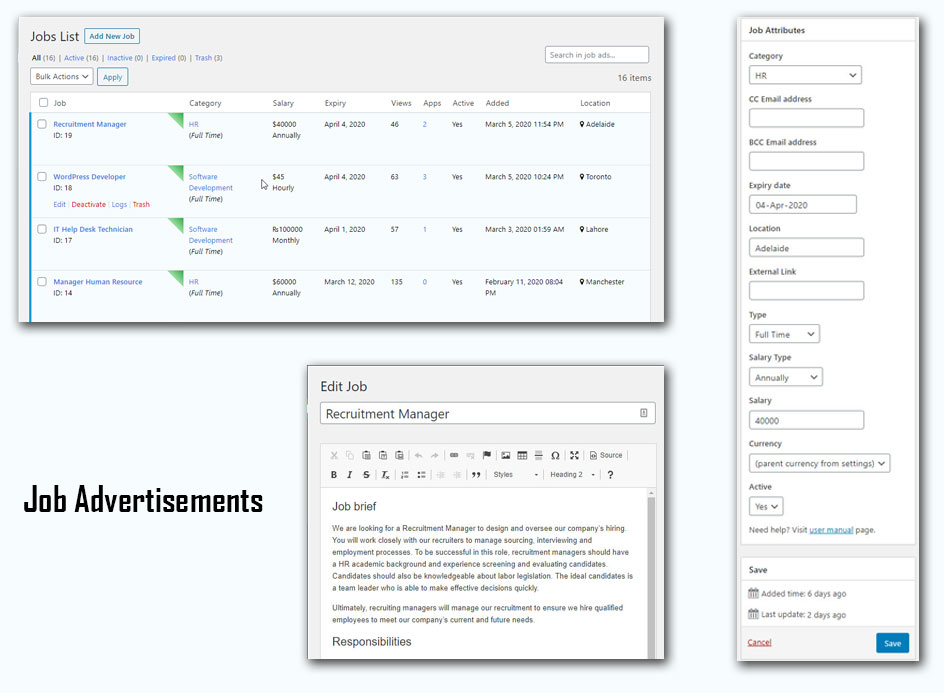 Jobs List Add New Job
All (16) | Active (16) | Inactive (0) | Expired (0) | Trash (3)
Search in job ads...
Bulk Actions Apply
16 items
Job Category Salary Expiry Views Apps Active Added Location
Recruitment Manager HR $40000 April 4, 2020 46 2 Yes March 5, 2020 11:54 PM Adelaide
ID: 19 (Full Time) Annually
WordPress Developer Software $45 April 4, 2020 63 3 Yes March 5, 2020 10:24 PM Toronto
ID: 18 Development Hourly
(Full Time)
Edit | Deactivate | Logs | Trash
IT Help Desk Technician Software Rs100000 April 1, 2020 57 1 Yes March 3, 2020 01:59 AM Lahore
ID: 17 Development Monthly
(Full Time)
Manager Human Resource HR $60000 March 12, 2020 135 0 Yes February 11, 2020 08:04 Manchester
ID: 14 (Full Time) Annually PM
Edit Job
Recruitment Manager
Source
B I S Tx Styles Heading 2 ?
Job brief
We are looking for a Recruitment Manager to design and oversee our company's hiring.
You will work closely with our recruiters to manage sourcing, interviewing and
employment processes. To be successful in this role, recruitment managers should have
a HR academic background and experience screening and evaluating candidates.
Candidates should also be knowledgeable about labor legislation. The ideal candidates is
a team leader who is able to make effective decisions quickly.
Ultimately, recruiting managers will manage our recruitment to ensure we hire qualified
employees to meet our company's current and future needs.
Responsibilities
Job Advertisements
Job Attributes
Category
HR
CC Email address
BCC Email address
Expiry date
04-Apr-2020
Location
Adelaide
External Link
Type
Full Time
Salary Type
Annually
Salary
40000
Currency
(parent currency from settings)
Active
Yes
Need help? Visit user manual page.
Save
Added time: 6 days ago
Last update: 2 days ago
Cancel Save